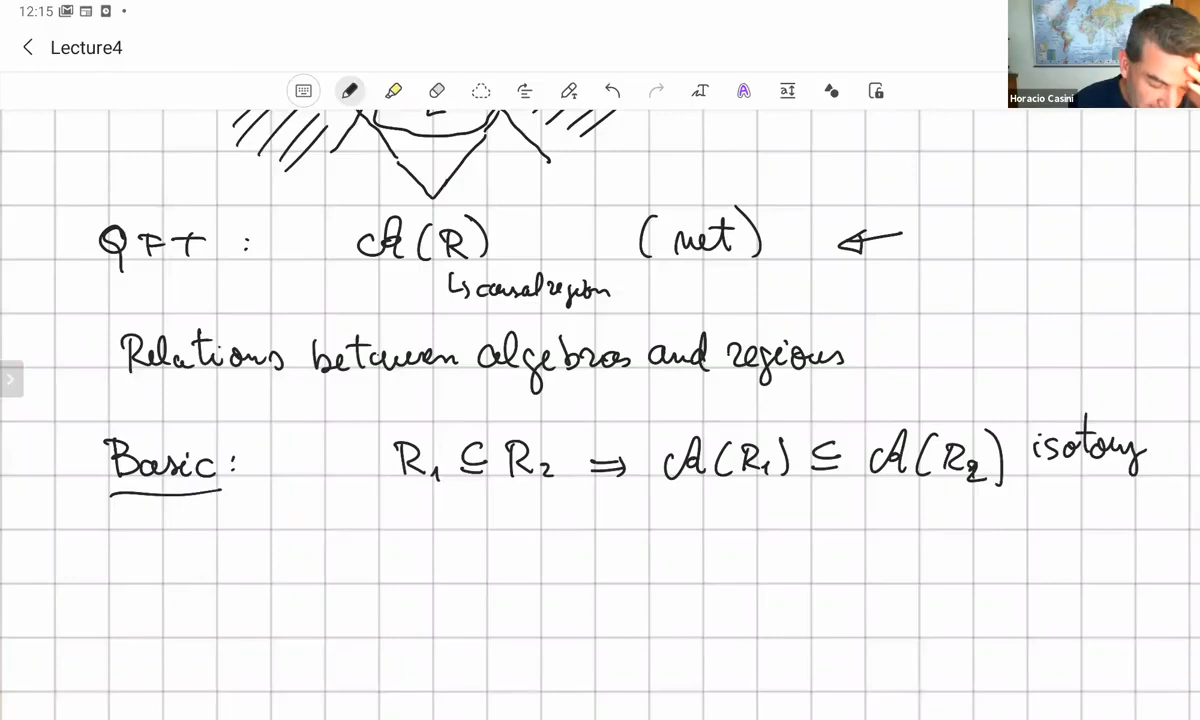 12:15
Lecture4
Horacio Casini
QFT : A(R) (net) ←
↳ causal region
Relations between algebras and regions
Basic: R₁ ⊆ R₂ ⇒ A(R₁) ⊆ A(R₂) isotony